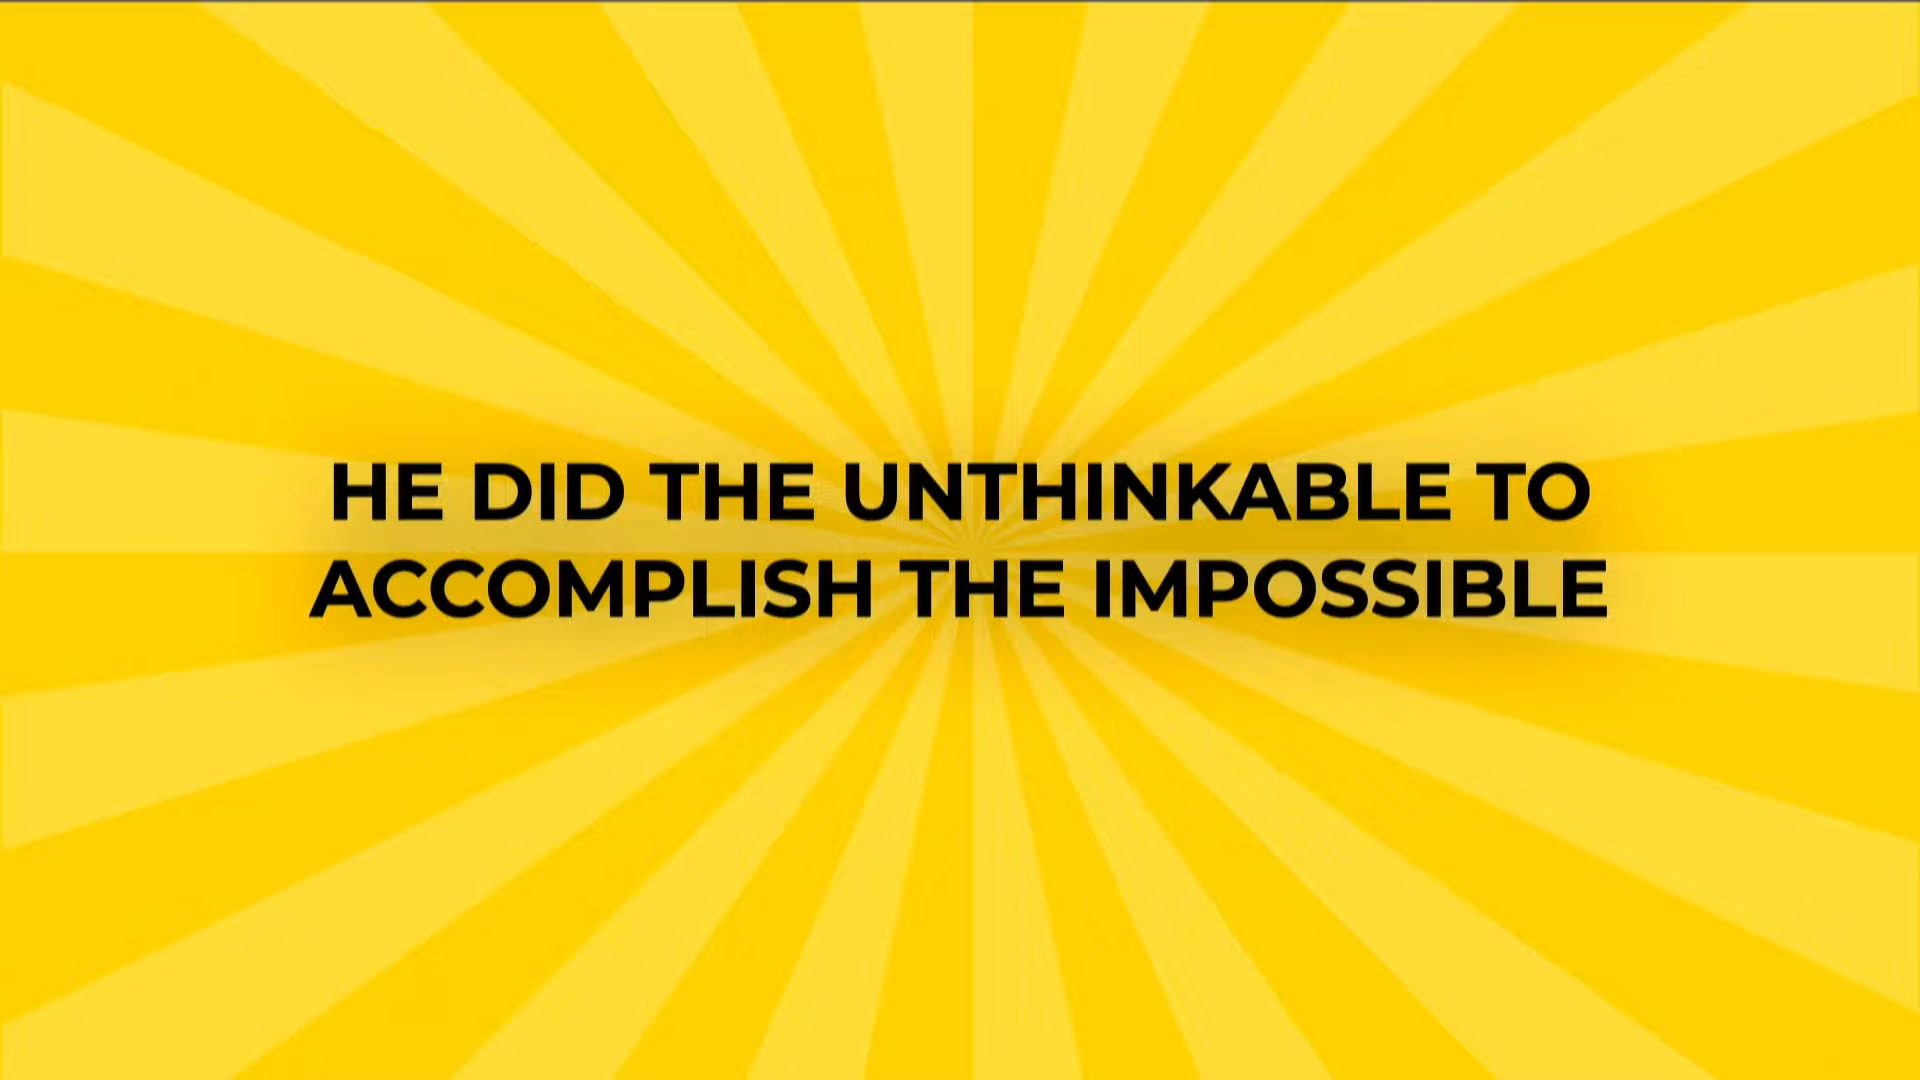 HE DID THE UNTHINKABLE TO
ACCOMPLISH THE IMPOSSIBLE